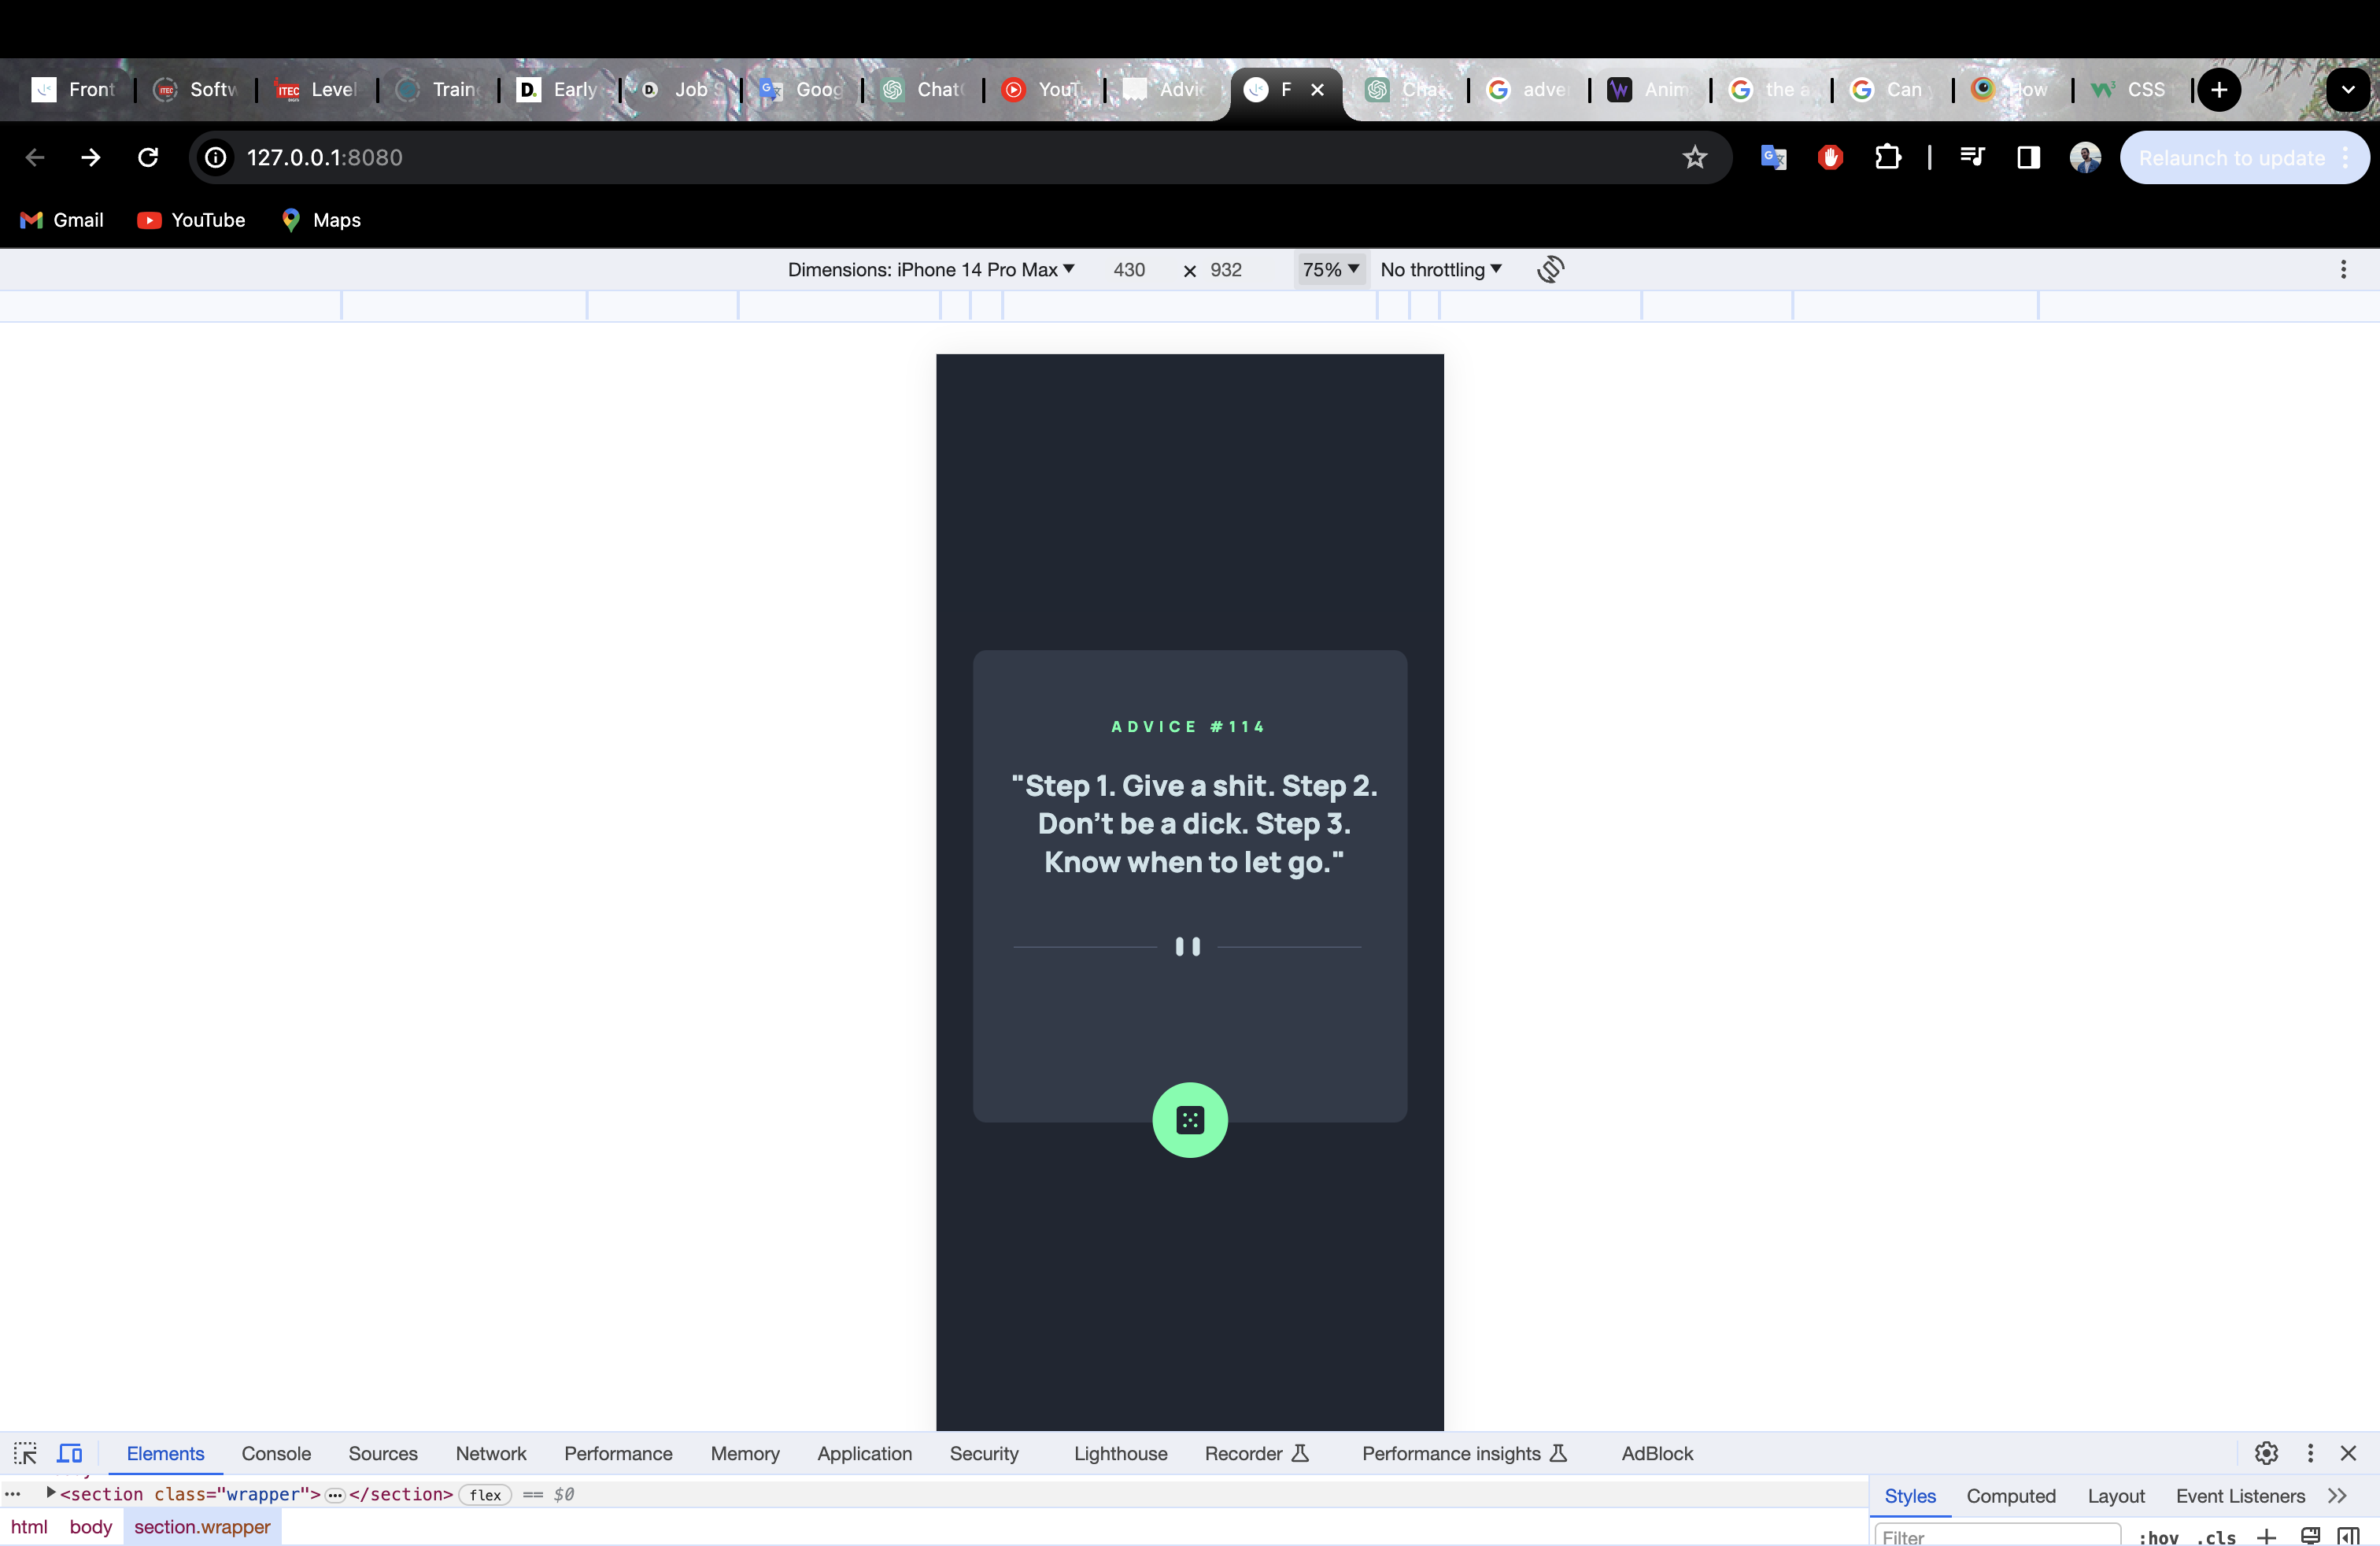 Front
Softw
ITEC Level
Train
D. Early
D Job S
Goog
Chat
YouT
Advic
F
Cha
adve
Anim
the a
Can
How
CSS
127.0.0.1:8080
Relaunch to update
Gmail YouTube Maps
Dimensions: iPhone 14 Pro Max 430 × 932 75% No throttling
ADVICE #114
"Step 1. Give a shit. Step 2.
Don't be a dick. Step 3.
Know when to let go."
Elements Console Sources Network Performance Memory Application Security Lighthouse Recorder Performance insights AdBlock
<section class="wrapper">…</section> flex == $0
Styles Computed Layout Event Listeners
html body section.wrapper
Filter :hov .cls